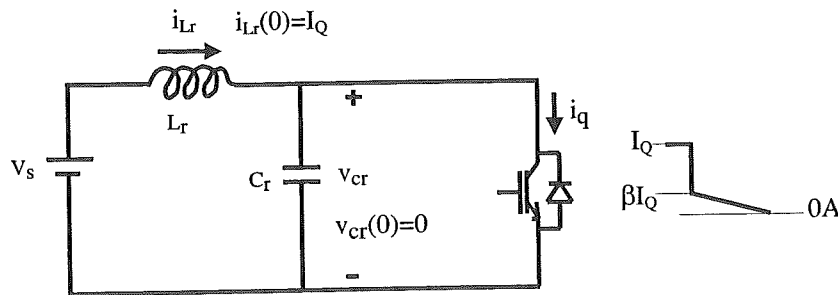 i_Lr i_Lr(0)=I_Q
L_r
V_s
C_r
+
v_cr
v_cr(0)=0
−
i_q
I_Q
βI_Q
0A